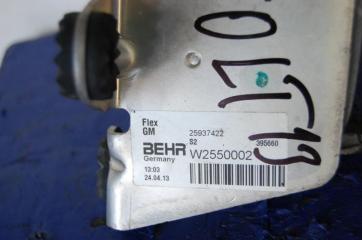 Flex
GM 25937422
S2 395660
BEHR W2550002
Germany
13:03
24.04.13